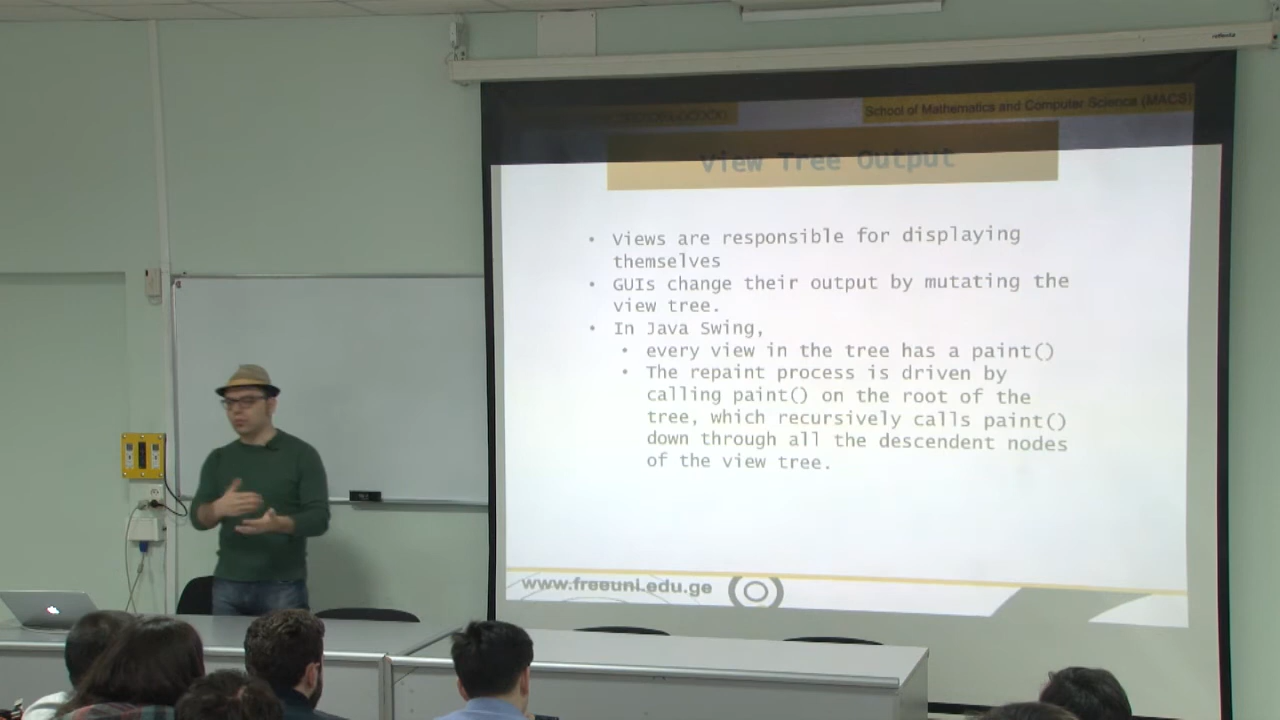 School of Mathematics and Computer Science (MACS)
View Tree Output
• Views are responsible for displaying
themselves
• GUIs change their output by mutating the
view tree.
• In Java Swing,
• every view in the tree has a paint()
• The repaint process is driven by
calling paint() on the root of the
tree, which recursively calls paint()
down through all the descendent nodes
of the view tree.
www.freeuni.edu.ge